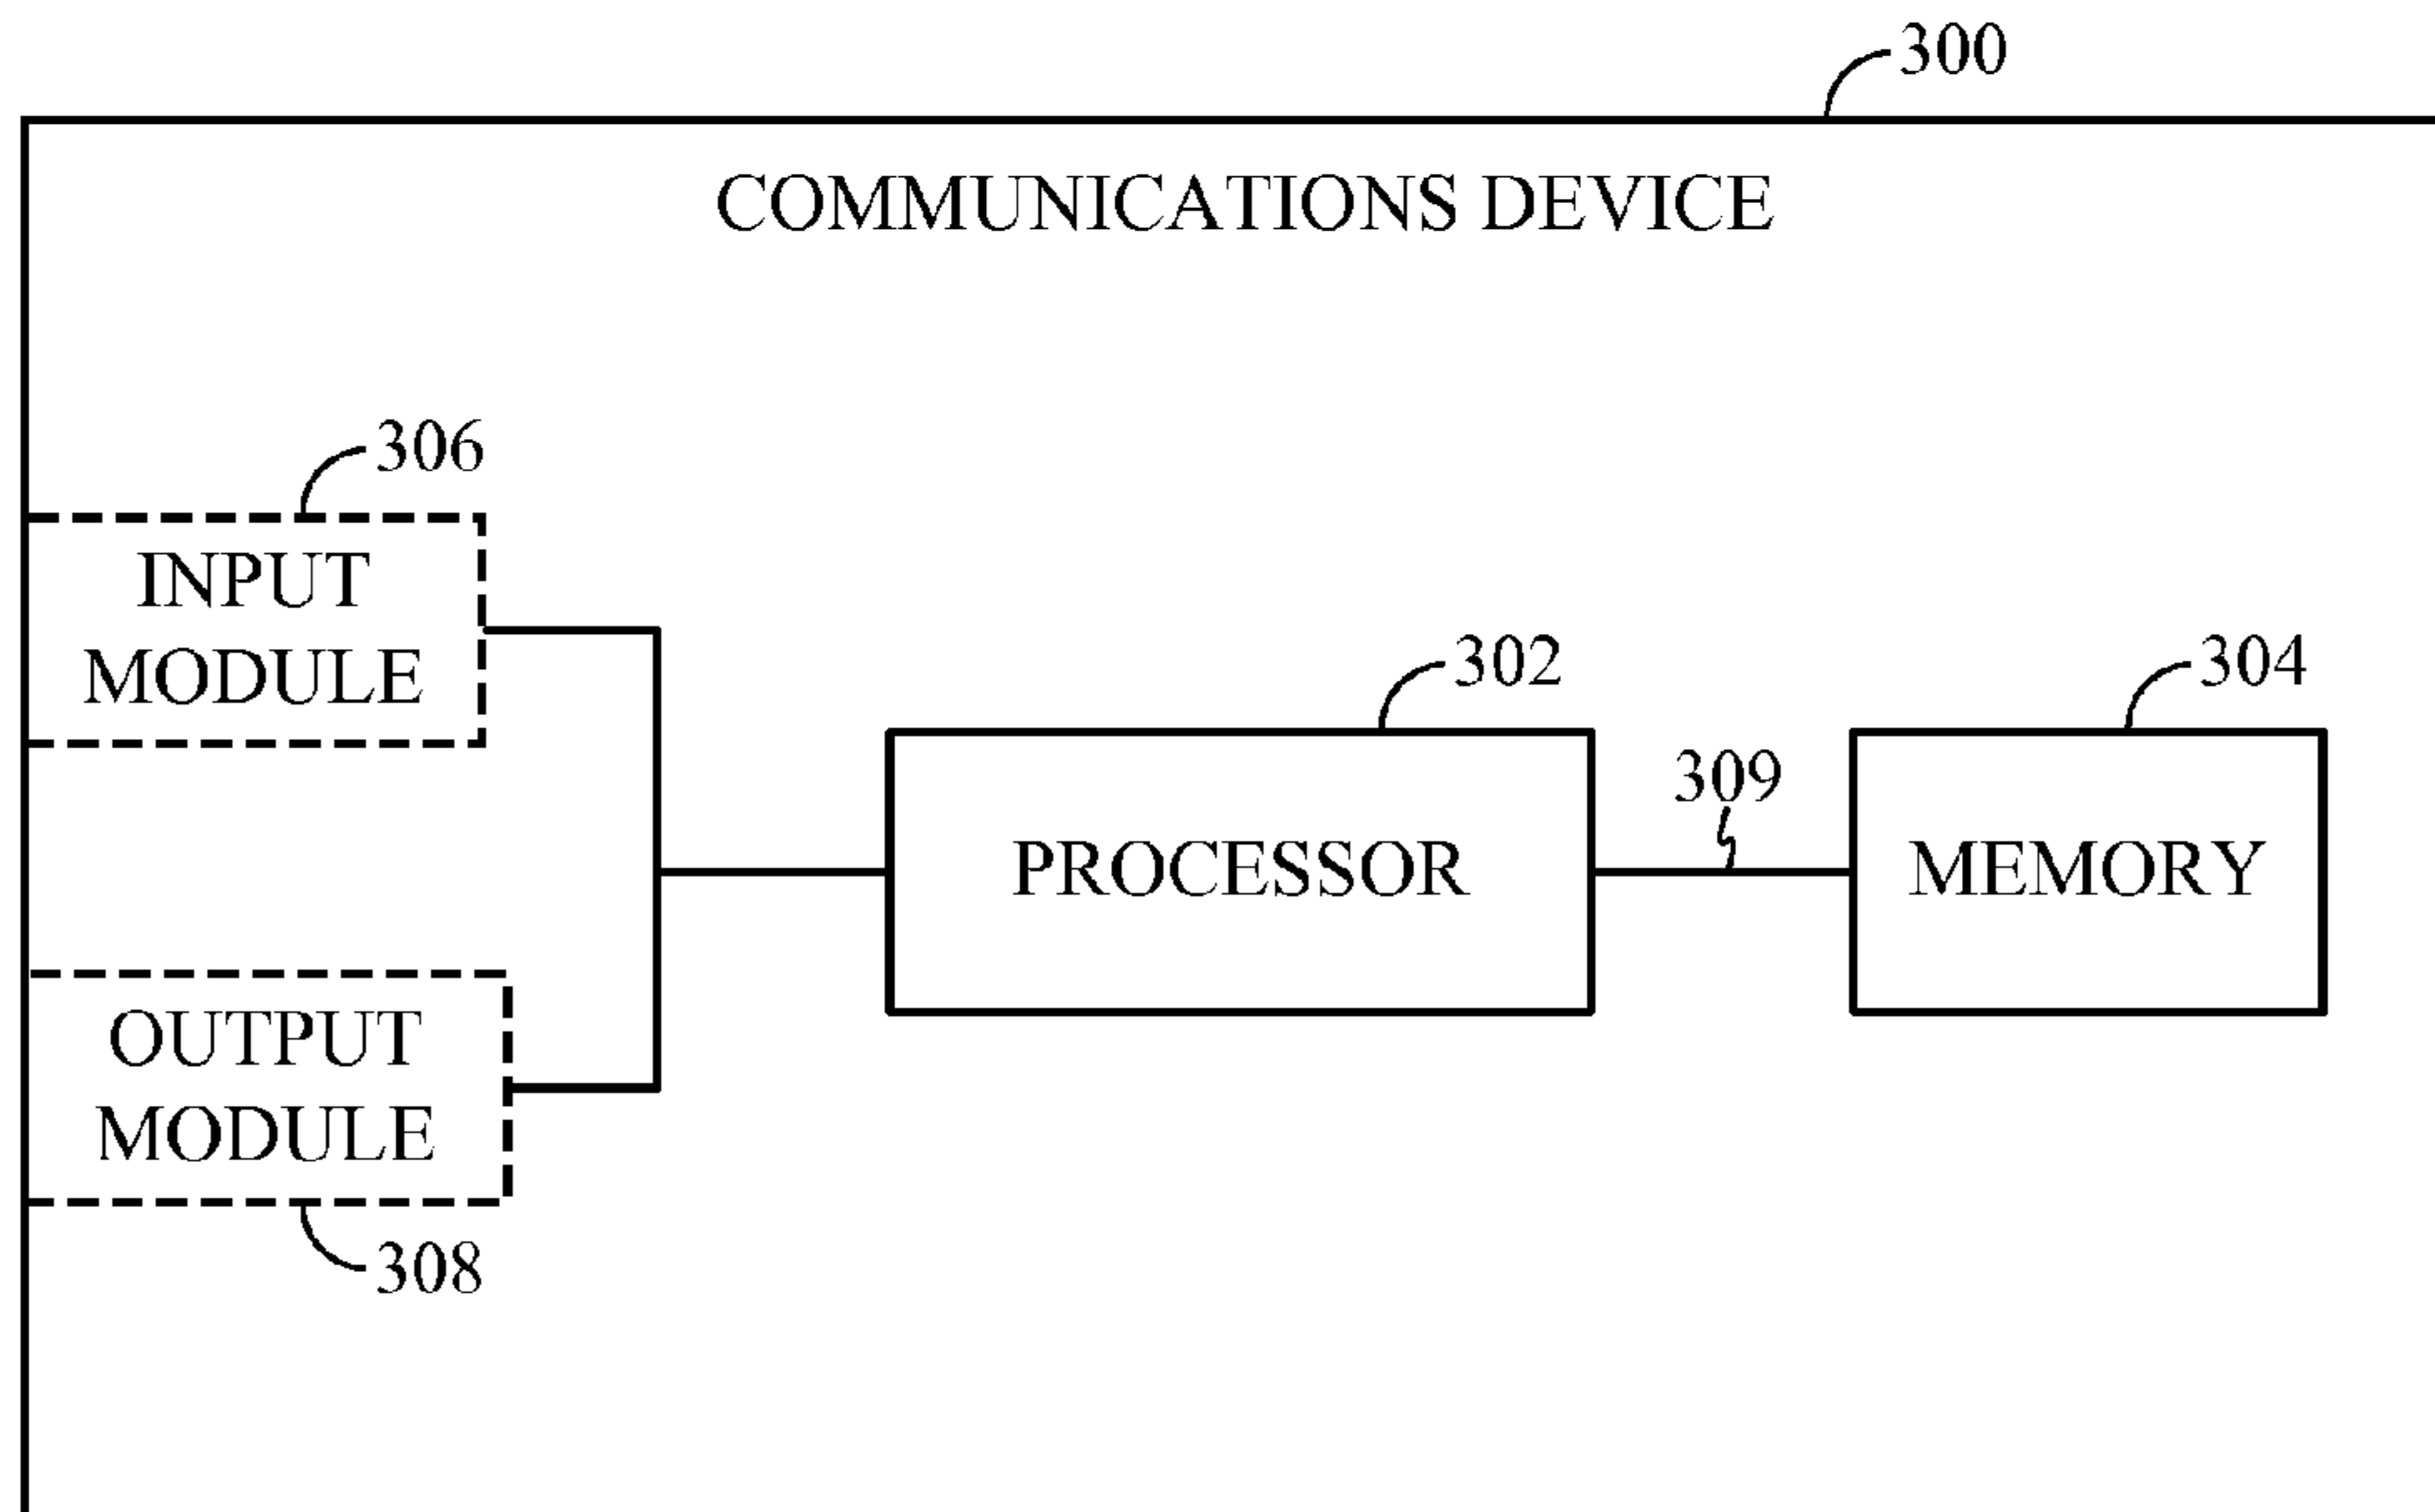 300
COMMUNICATIONS DEVICE
306
INPUT
MODULE
302
304
309
PROCESSOR
MEMORY
OUTPUT
MODULE
308